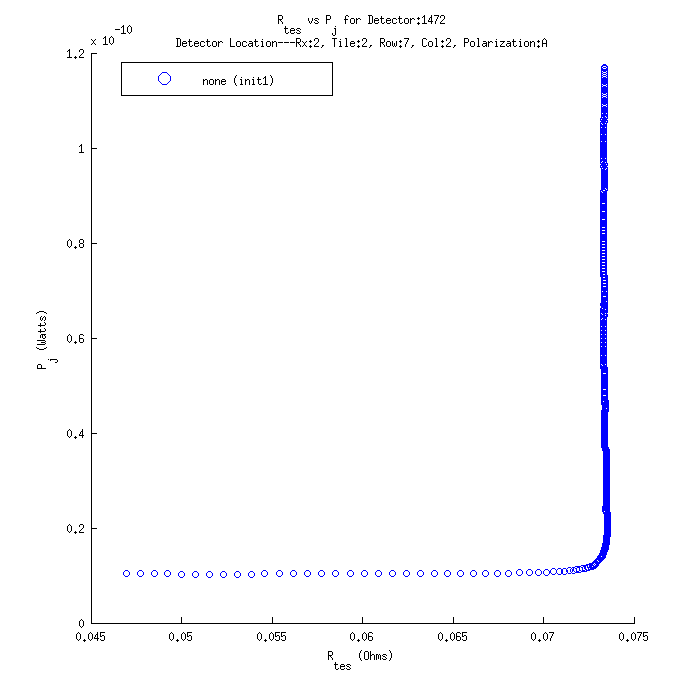 R_tes vs P_j for Detector:1472
Detector Location---Rx:2, Tile:2, Row:7, Col:2, Polarization:A
x 10^-10
none (init1)
1.2
1
0.8
0.6
0.4
0.2
0
P_j (Watts)
0.045 0.05 0.055 0.06 0.065 0.07 0.075
R_tes (Ohms)